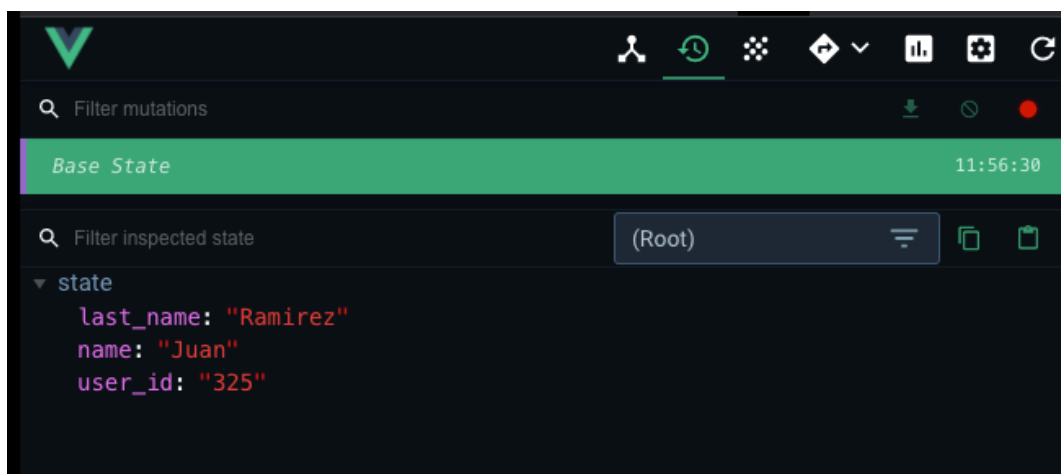 Filter mutations
Base State 11:56:30
Filter inspected state (Root)
state
last_name: "Ramirez"
name: "Juan"
user_id: "325"